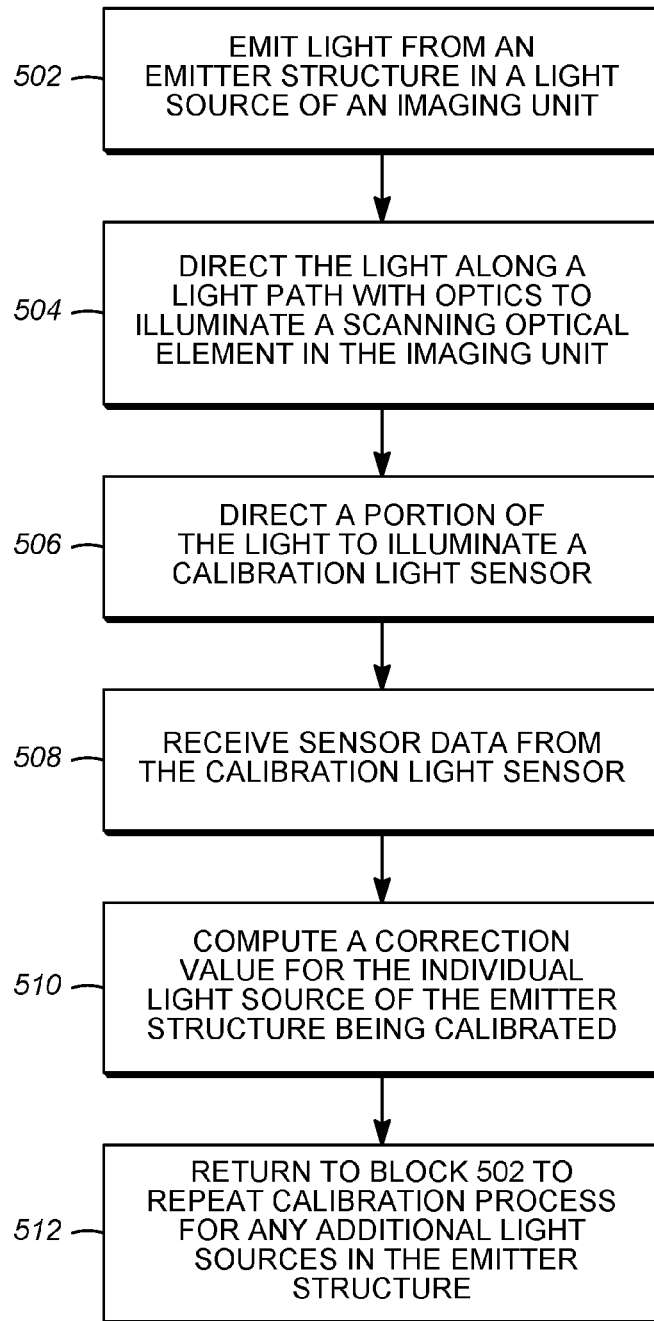 502
EMIT LIGHT FROM AN
EMITTER STRUCTURE IN A LIGHT
SOURCE OF AN IMAGING UNIT
504
DIRECT THE LIGHT ALONG A
LIGHT PATH WITH OPTICS TO
ILLUMINATE A SCANNING OPTICAL
ELEMENT IN THE IMAGING UNIT
506
DIRECT A PORTION OF
THE LIGHT TO ILLUMINATE A
CALIBRATION LIGHT SENSOR
508
RECEIVE SENSOR DATA FROM
THE CALIBRATION LIGHT SENSOR
510
COMPUTE A CORRECTION
VALUE FOR THE INDIVIDUAL
LIGHT SOURCE OF THE EMITTER
STRUCTURE BEING CALIBRATED
512
RETURN TO BLOCK 502 TO
REPEAT CALIBRATION PROCESS
FOR ANY ADDITIONAL LIGHT
SOURCES IN THE EMITTER
STRUCTURE